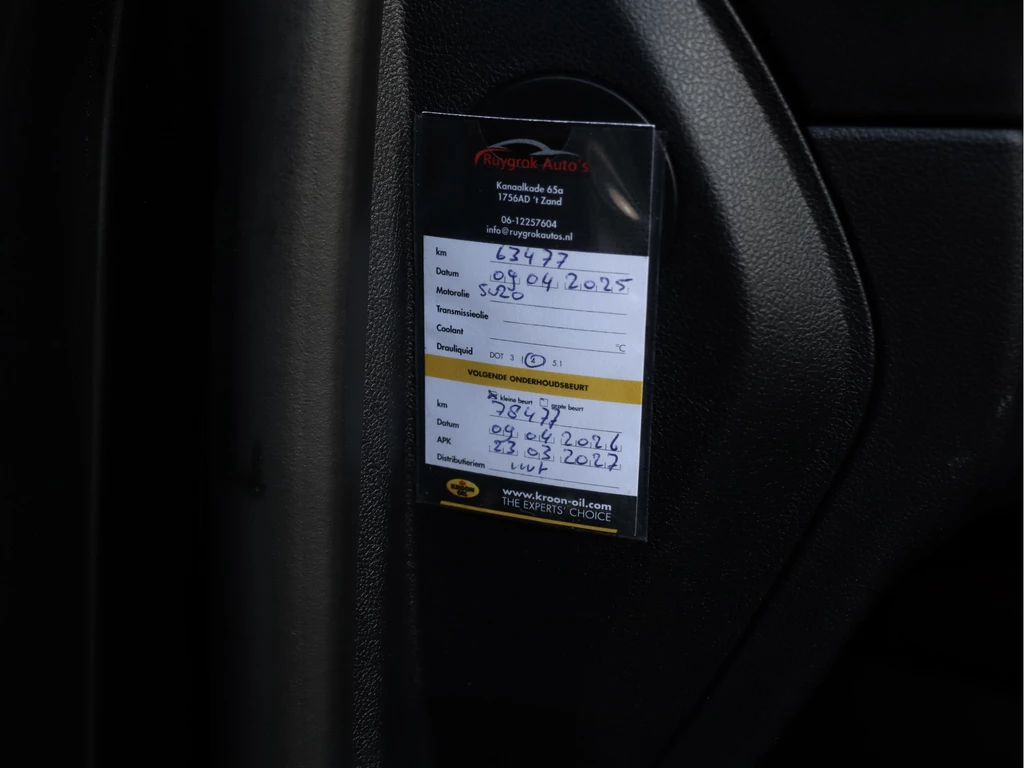 Ruygrok Auto's
Kanaalkade 65a
1756AD 't Zand
06-12257604
info@ruygrokautos.nl
km 63477
Datum 09 04 2025
Motorolie 5W20
Transmissieolie
Coolant °C
Drauliquid DOT 3 | 4 | 5.1
VOLGENDE ONDERHOUDSBEURT
kleine beurt grote beurt
km 78477
Datum 09 04 2026
APK 23 03 2027
Distributieriem
KROON OIL
www.kroon-oil.com
THE EXPERTS' CHOICE